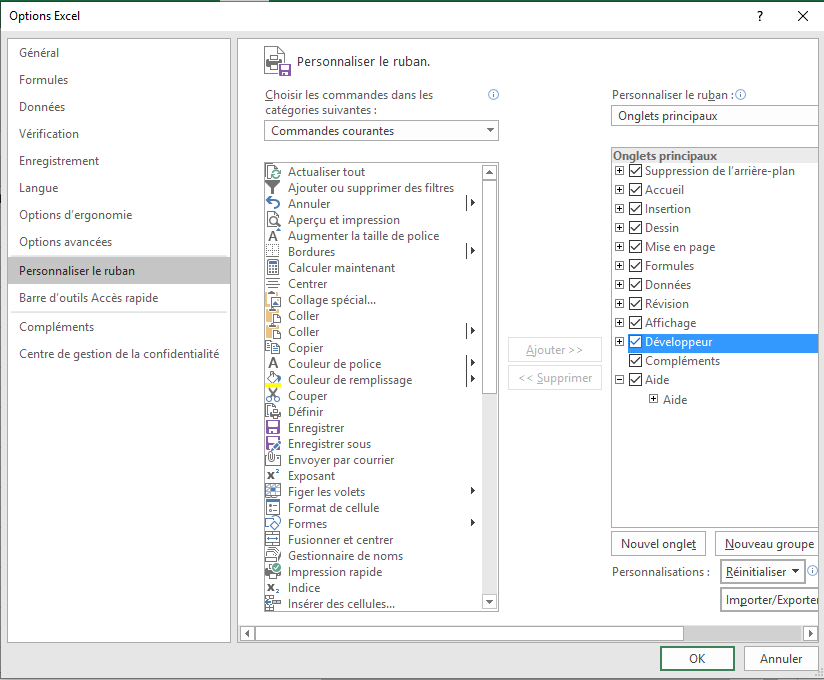 Options Excel
?
Général
Formules
Données
Vérification
Enregistrement
Langue
Options d'ergonomie
Options avancées
Personnaliser le ruban
Barre d'outils Accès rapide
Compléments
Centre de gestion de la confidentialité
Personnaliser le ruban.
Choisir les commandes dans les
catégories suivantes :
Commandes courantes
Actualiser tout
Ajouter ou supprimer des filtres
Annuler
Aperçu et impression
Augmenter la taille de police
Bordures
Calculer maintenant
Centrer
Collage spécial...
Coller
Coller
Copier
Couleur de police
Couleur de remplissage
Couper
Définir
Enregistrer
Enregistrer sous
Envoyer par courrier
Exposant
Figer les volets
Format de cellule
Formes
Fusionner et centrer
Gestionnaire de noms
Impression rapide
Indice
Insérer des cellules...
Ajouter >>
<< Supprimer
Personnaliser le ruban :
Onglets principaux
Onglets principaux
Suppression de l'arrière-plan
Accueil
Insertion
Dessin
Mise en page
Formules
Données
Révision
Affichage
Développeur
Compléments
Aide
Aide
Nouvel onglet
Nouveau groupe
Personnalisations :
Réinitialiser
Importer/Exporter
OK
Annuler